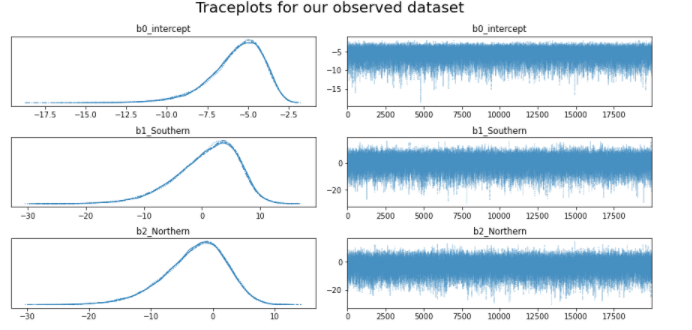 Traceplots for our observed dataset
b0_intercept b0_intercept
−5
−10
−15
−17.5 −15.0 −12.5 −10.0 −7.5 −5.0 −2.5 0 2500 5000 7500 10000 12500 15000 17500
b1_Southern b1_Southern
0
−20
−30 −20 −10 0 10 0 2500 5000 7500 10000 12500 15000 17500
b2_Northern b2_Northern
0
−20
−30 −20 −10 0 10 0 2500 5000 7500 10000 12500 15000 17500